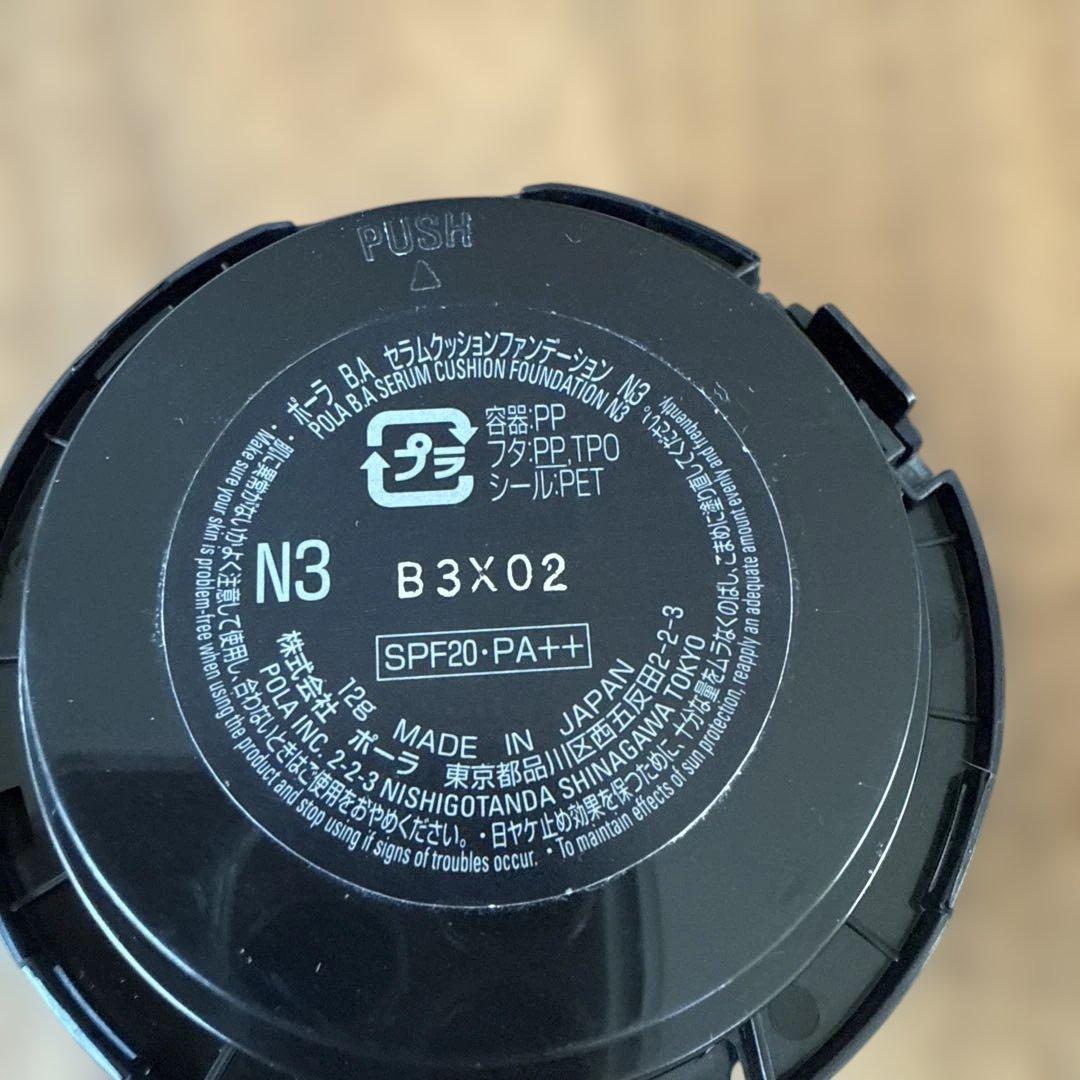 PUSH
ポーラ B.A セラムクッションファンデーション N3
POLA B.A SERUM CUSHION FOUNDATION N3
プラ
容器:PP
フタ:PP,TPO
シール:PET
N3
B3X02
SPF20・PA++
12g MADE IN JAPAN
株式会社 ポーラ 東京都品川区西五反田2-2-3
POLA INC. 2-2-3 NISHIGOTANDA SHINAGAWA TOKYO
・肌に異常がないかよく注意して使用し、合わないときはご使用をおやめください。・日ヤケ止め効果を保つために、十分な量をムラなくのばし、こまめに塗り直してください。
・Make sure your skin is problem-free when using the product and stop using if signs of troubles occur. ・To maintain effects of sun protection, reapply an adequate amount evenly and frequently.